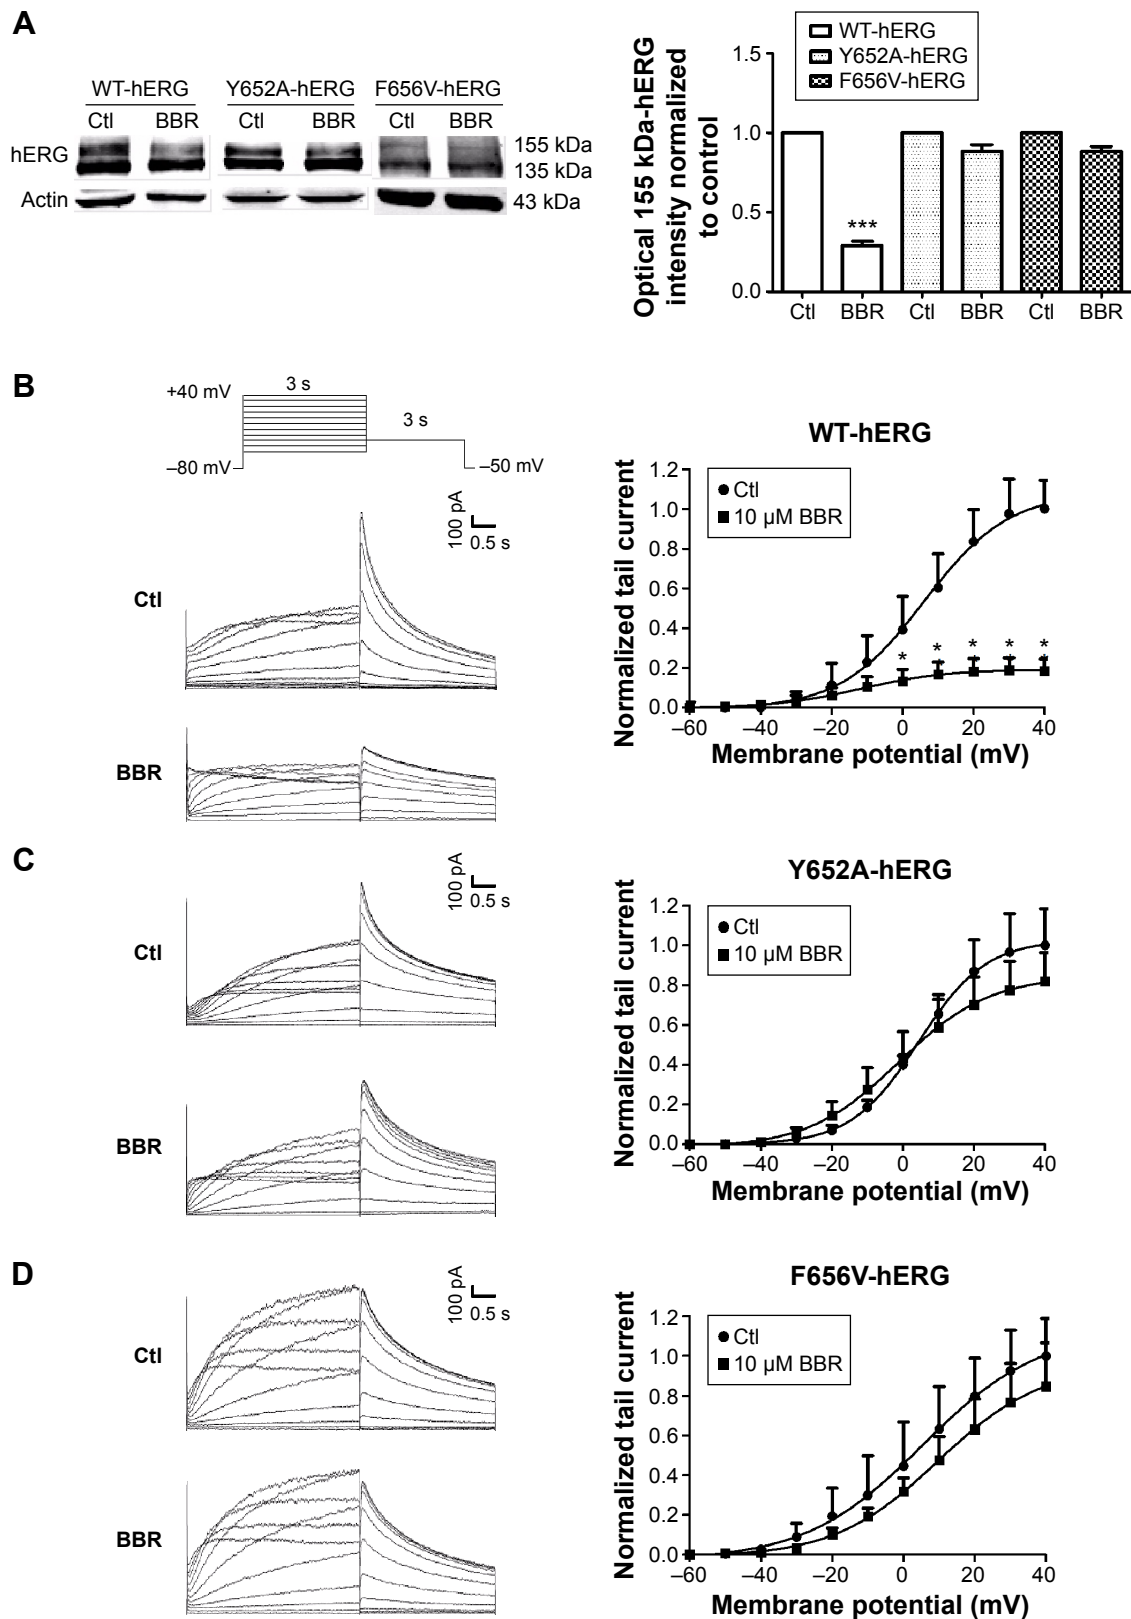 A
WT-hERG Y652A-hERG F656V-hERG
Ctl BBR Ctl BBR Ctl BBR
hERG
155 kDa
135 kDa
Actin
43 kDa
Optical 155 kDa-hERG
intensity normalized
to control
WT-hERG
Y652A-hERG
F656V-hERG
1.5
1.0
0.5
0.0
***
Ctl BBR Ctl BBR Ctl BBR
B
+40 mV
3 s
3 s
–80 mV
–50 mV
100 pA
0.5 s
Ctl
BBR
WT-hERG
Normalized tail current
1.2
1.0
0.8
0.6
0.4
0.2
0.0
Ctl
10 µM BBR
* * * * *
–60 –40 –20 0 20 40
Membrane potential (mV)
C
100 pA
0.5 s
Ctl
BBR
Y652A-hERG
Normalized tail current
1.2
1.0
0.8
0.6
0.4
0.2
0.0
Ctl
10 µM BBR
–60 –40 –20 0 20 40
Membrane potential (mV)
D
100 pA
0.5 s
Ctl
BBR
F656V-hERG
Normalized tail current
1.2
1.0
0.8
0.6
0.4
0.2
0.0
Ctl
10 µM BBR
–60 –40 –20 0 20 40
Membrane potential (mV)